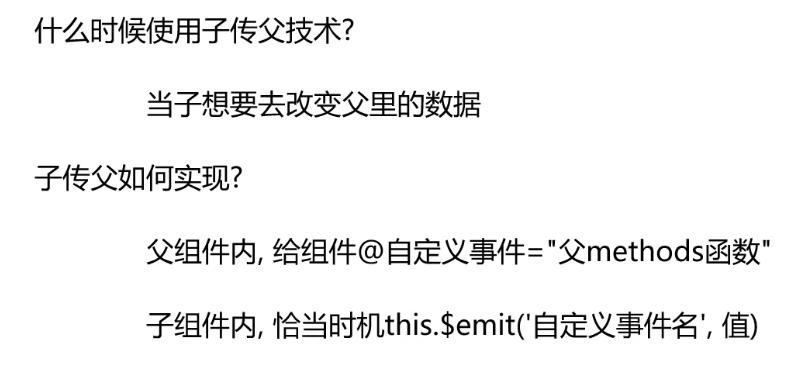 什么时候使用子传父技术?
当子想要去改变父里的数据
子传父如何实现?
父组件内, 给组件@自定义事件="父methods函数"
子组件内, 恰当时机this.$emit('自定义事件名', 值)